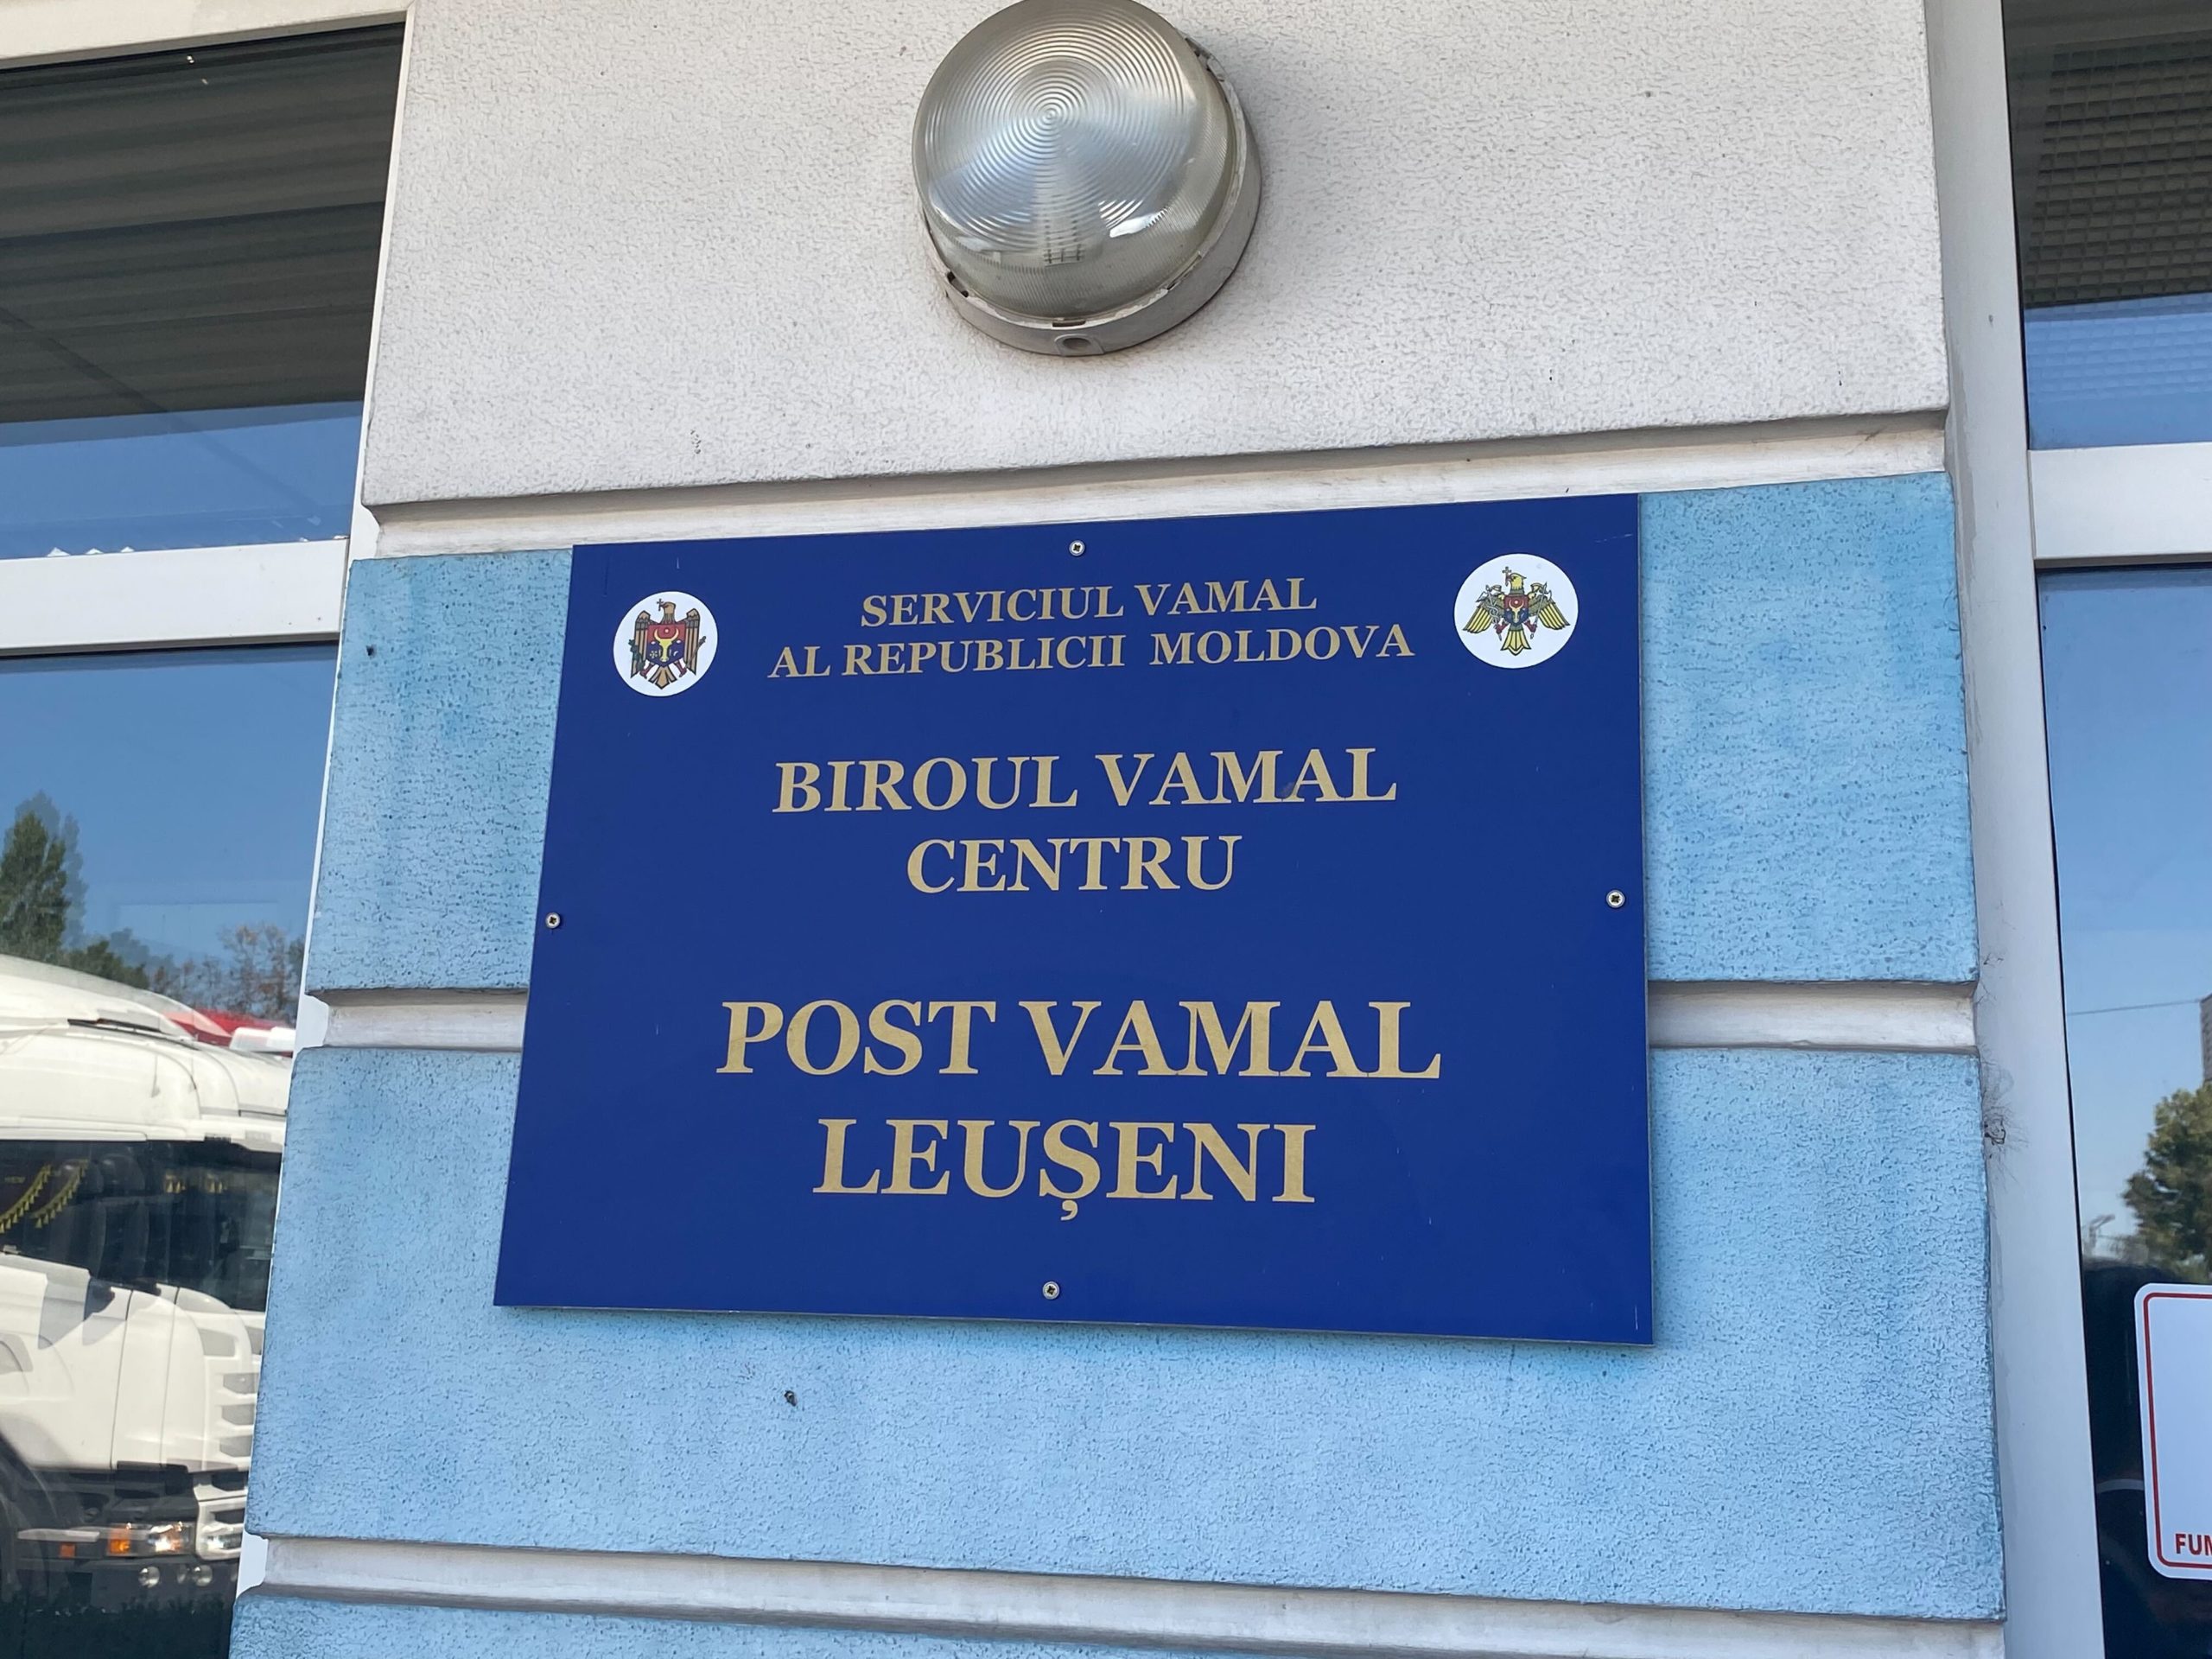 SERVICIUL VAMAL
AL REPUBLICII MOLDOVA
BIROUL VAMAL
CENTRU
POST VAMAL
LEUȘENI